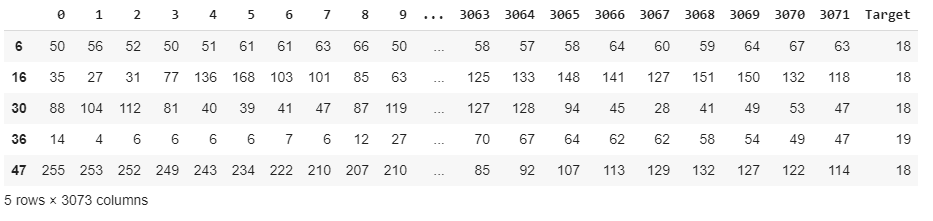 0 1 2 3 4 5 6 7 8 9 ... 3063 3064 3065 3066 3067 3068 3069 3070 3071 Target
6 50 56 52 50 51 61 61 63 66 50 ... 58 57 58 64 60 59 64 67 63 18
16 35 27 31 77 136 168 103 101 85 63 ... 125 133 148 141 127 151 150 132 118 18
30 88 104 112 81 40 39 41 47 87 119 ... 127 128 94 45 28 41 49 53 47 18
36 14 4 6 6 6 6 7 6 12 27 ... 70 67 64 62 62 58 54 49 47 19
47 255 253 252 249 243 234 222 210 207 210 ... 85 92 107 113 129 132 127 122 114 18
5 rows × 3073 columns